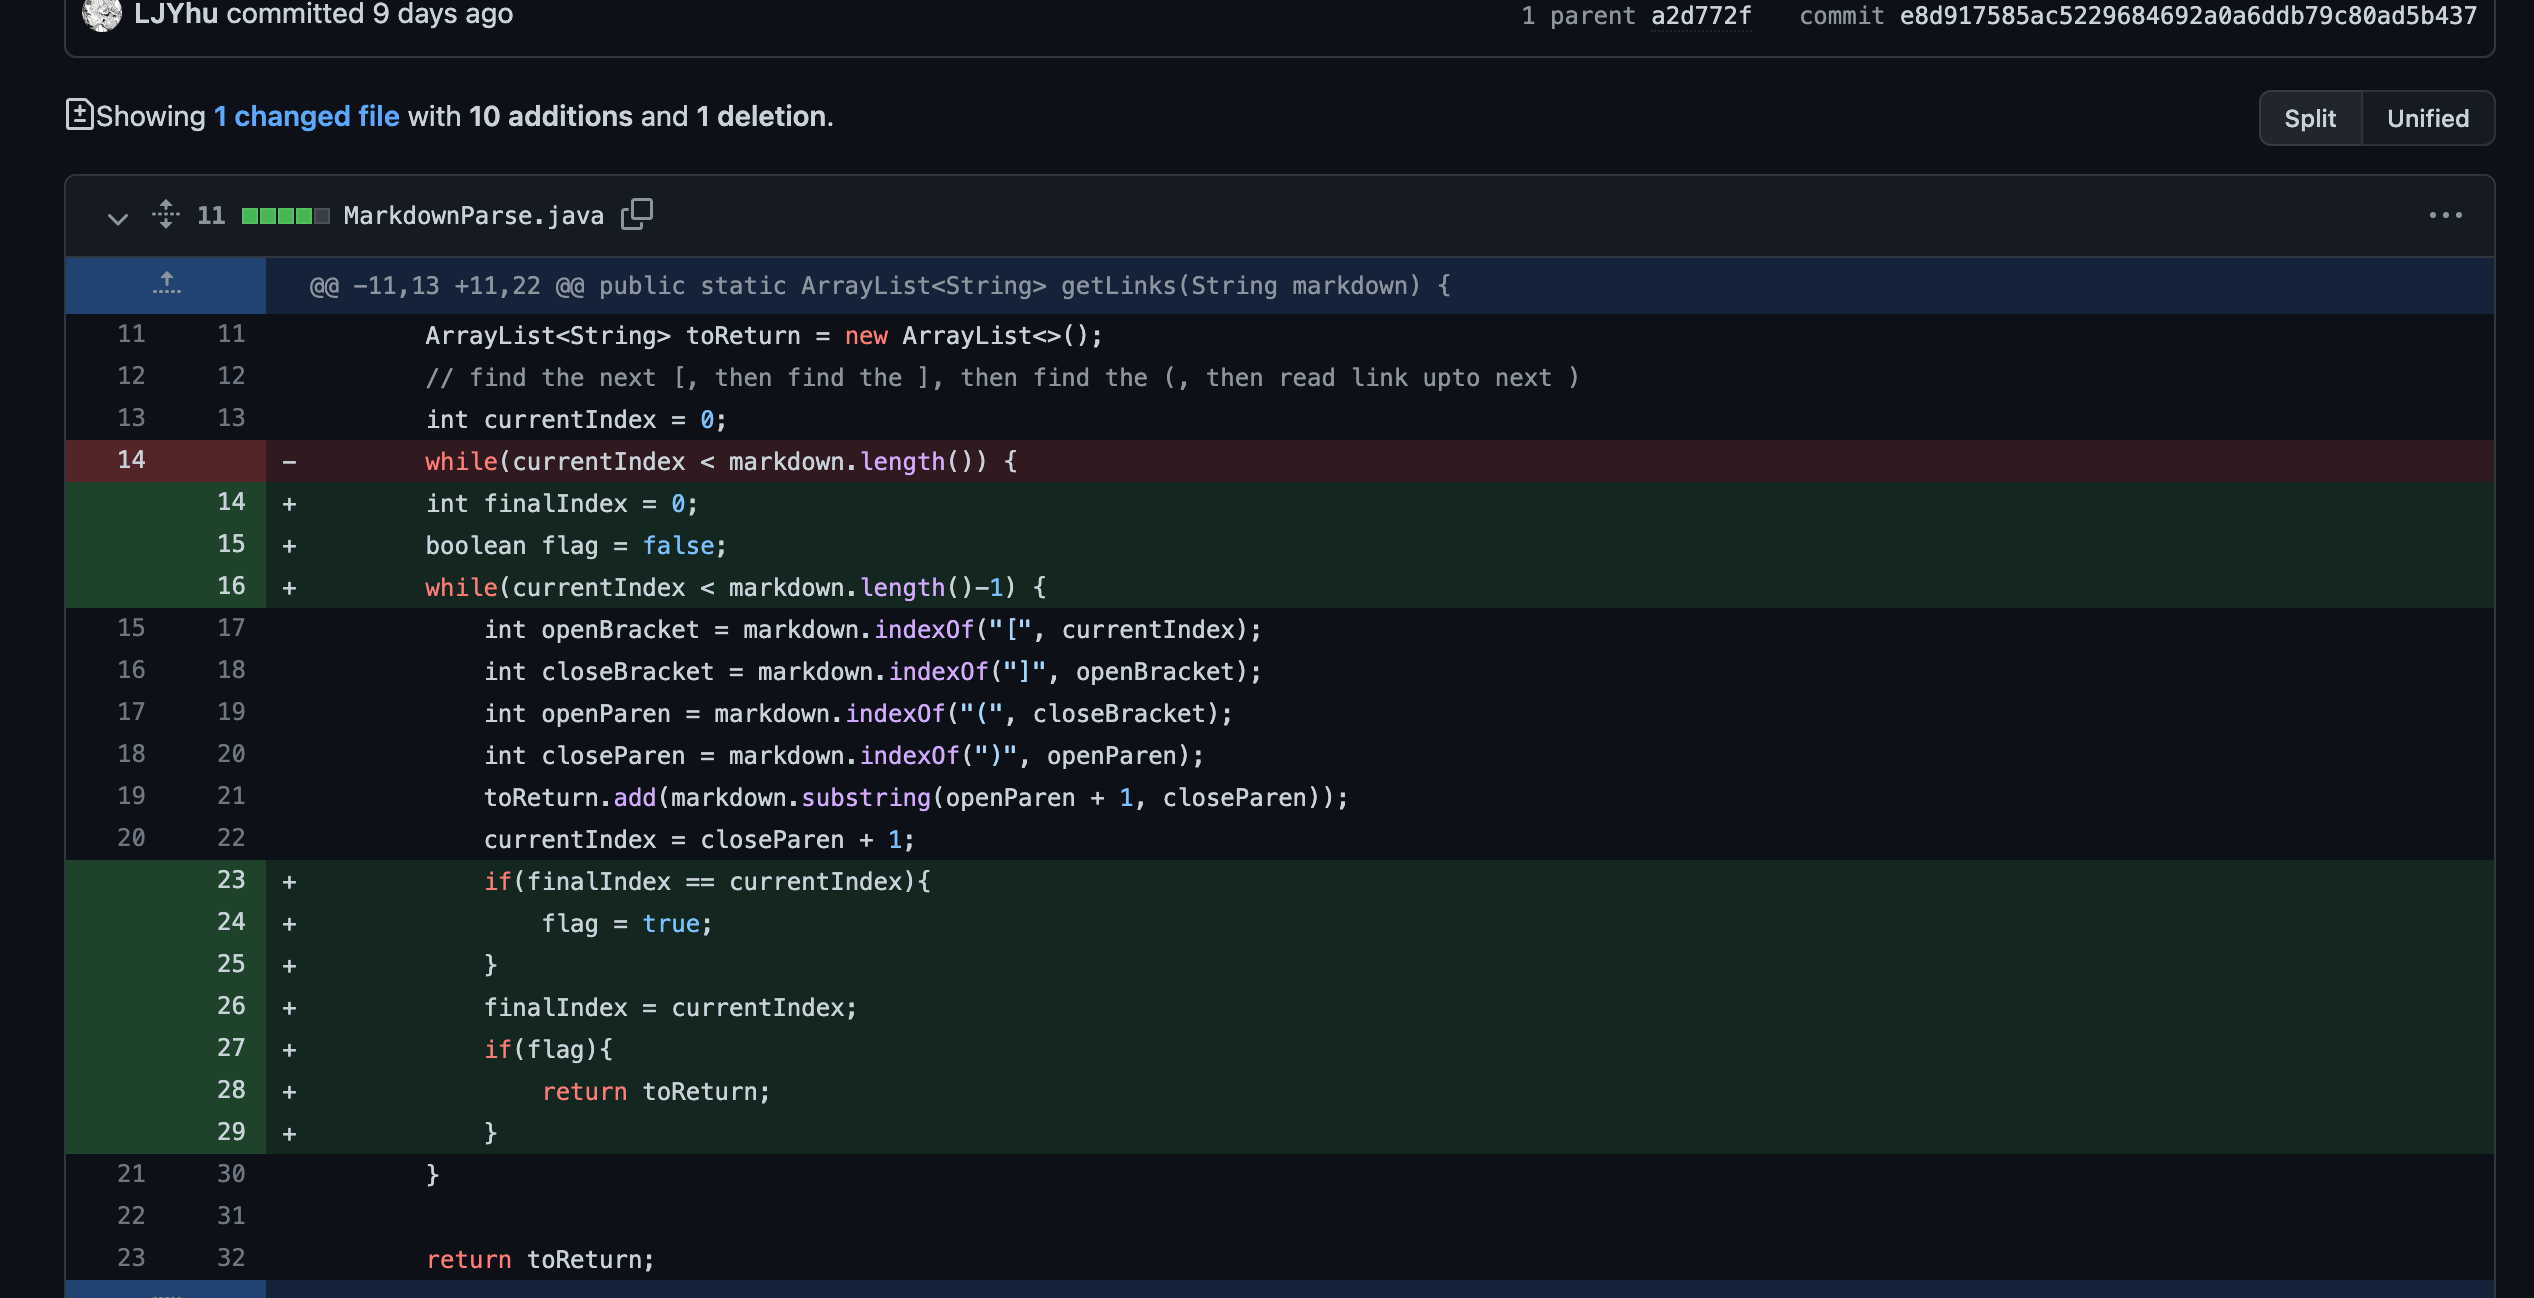 LJYhu committed 9 days ago 1 parent a2d772f commit e8d917585ac5229684692a0a6ddb79c80ad5b437
Showing 1 changed file with 10 additions and 1 deletion. Split Unified
11 MarkdownParse.java
@@ -11,13 +11,22 @@ public static ArrayList<String> getLinks(String markdown) {
11 11 ArrayList<String> toReturn = new ArrayList<>();
12 12 // find the next [, then find the ], then find the (, then read link upto next )
13 13 int currentIndex = 0;
14 - while(currentIndex < markdown.length()) {
14 + int finalIndex = 0;
15 + boolean flag = false;
16 + while(currentIndex < markdown.length()-1) {
15 17 int openBracket = markdown.indexOf("[", currentIndex);
16 18 int closeBracket = markdown.indexOf("]", openBracket);
17 19 int openParen = markdown.indexOf("(", closeBracket);
18 20 int closeParen = markdown.indexOf(")", openParen);
19 21 toReturn.add(markdown.substring(openParen + 1, closeParen));
20 22 currentIndex = closeParen + 1;
23 + if(finalIndex == currentIndex){
24 + flag = true;
25 + }
26 + finalIndex = currentIndex;
27 + if(flag){
28 + return toReturn;
29 + }
21 30 }
22 31
23 32 return toReturn;